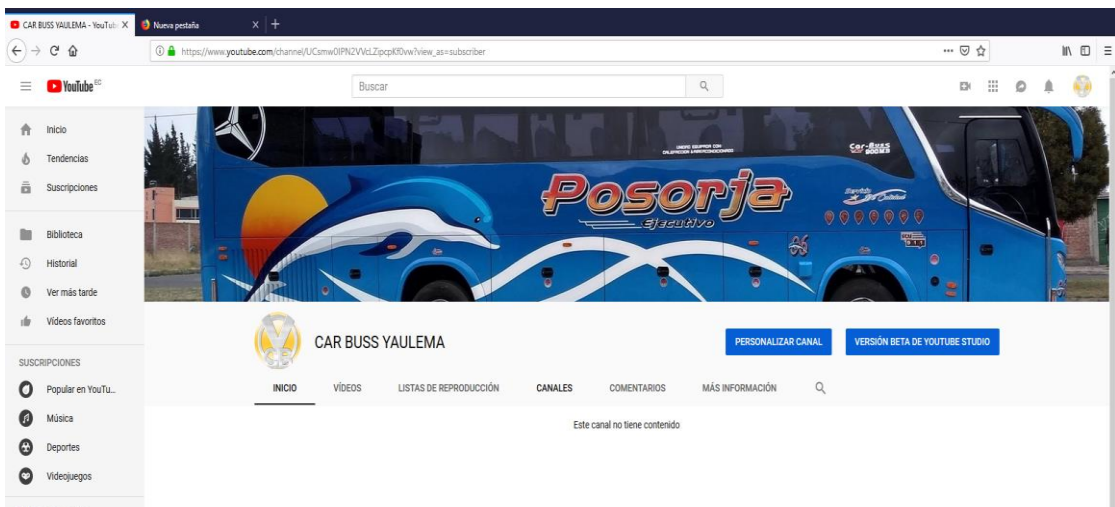 CAR BUSS YAULEMA - YouTub
Nueva pestaña
https://www.youtube.com/channel/UCsmw0IPN2VVcLZipcpKf0vw?view_as=subscriber
YouTube EC
Buscar
Inicio
Tendencias
Suscripciones
Biblioteca
Historial
Ver más tarde
Vídeos favoritos
SUSCRIPCIONES
Popular en YouTu...
Música
Deportes
Videojuegos
Car-Buss
Posorja
Ejecutivo
06
CAR BUSS YAULEMA
PERSONALIZAR CANAL
VERSIÓN BETA DE YOUTUBE STUDIO
INICIO
VÍDEOS
LISTAS DE REPRODUCCIÓN
CANALES
COMENTARIOS
MÁS INFORMACIÓN
Este canal no tiene contenido